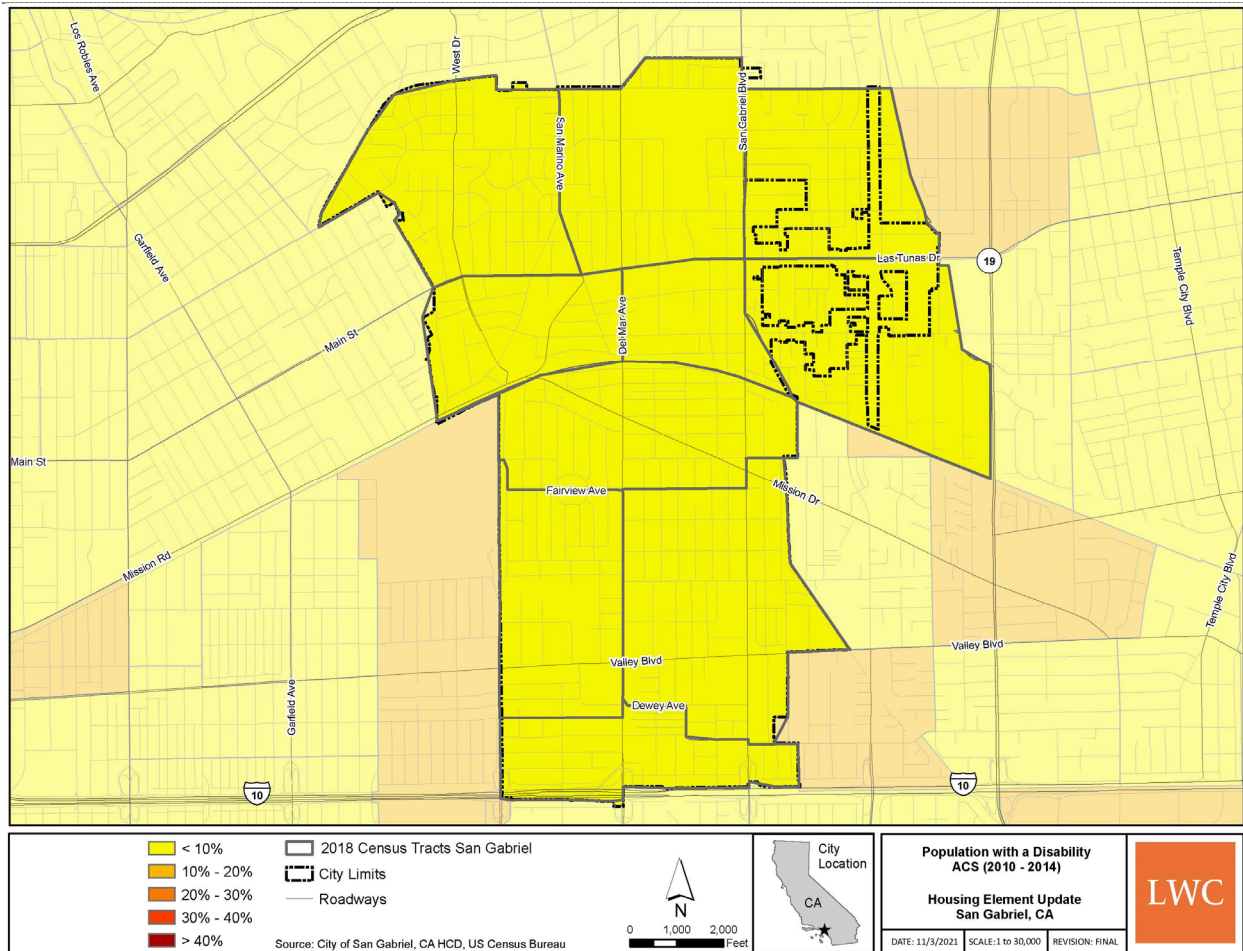 Los Robles Ave
West Dr
San Marino Ave
San Gabriel Blvd
Garfield Ave
Las Tunas Dr
19
Temple City Blvd
Main St
Del Mar Ave
Main St
Fairview Ave
Mission Dr
Mission Rd
Temple City Blvd
Valley Blvd
Valley Blvd
Garfield Ave
Dewey Ave
10
10
< 10%
10% - 20%
20% - 30%
30% - 40%
> 40%
2018 Census Tracts San Gabriel
City Limits
Roadways
Source: City of San Gabriel, CA HCD, US Census Bureau
N
0 1,000 2,000
Feet
City
Location
CA
Population with a Disability
ACS (2010 - 2014)
Housing Element Update
San Gabriel, CA
DATE: 11/3/2021 SCALE: 1 to 30,000 REVISION: FINAL
LWC